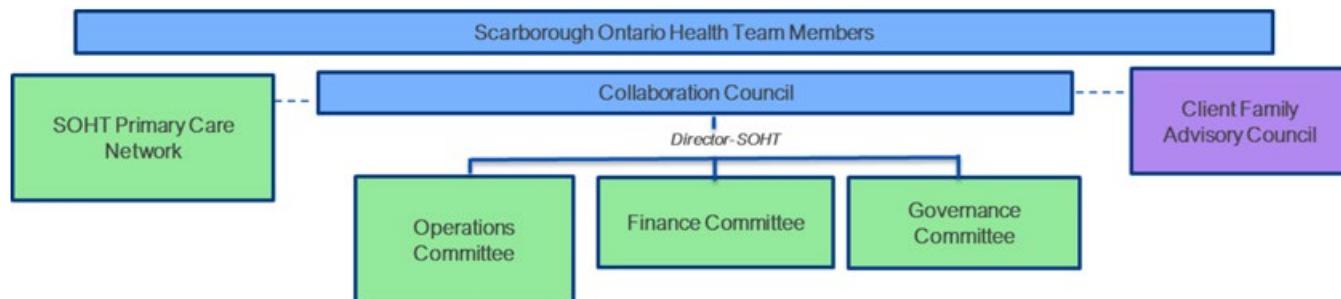 Scarborough Ontario Health Team Members
SOHT Primary Care
Network
Collaboration Council
Client Family
Advisory Council
Director-SOHT
Operations
Committee
Finance Committee
Governance
Committee